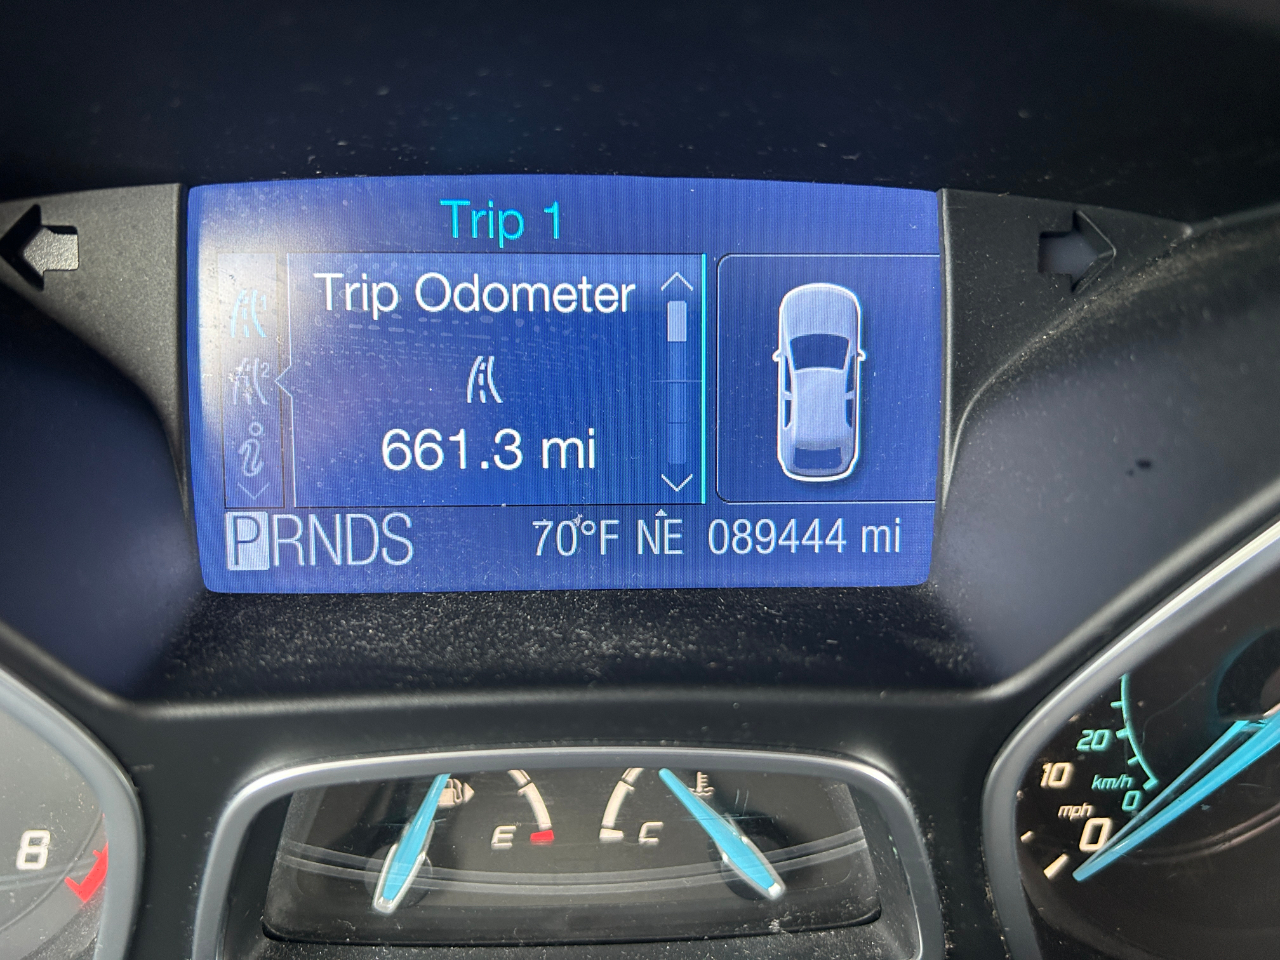 Trip 1
Trip Odometer
2
661.3 mi
PRNDS 70°F NE 089444 mi
8
E
C
20
10
km/h
0
mph
0